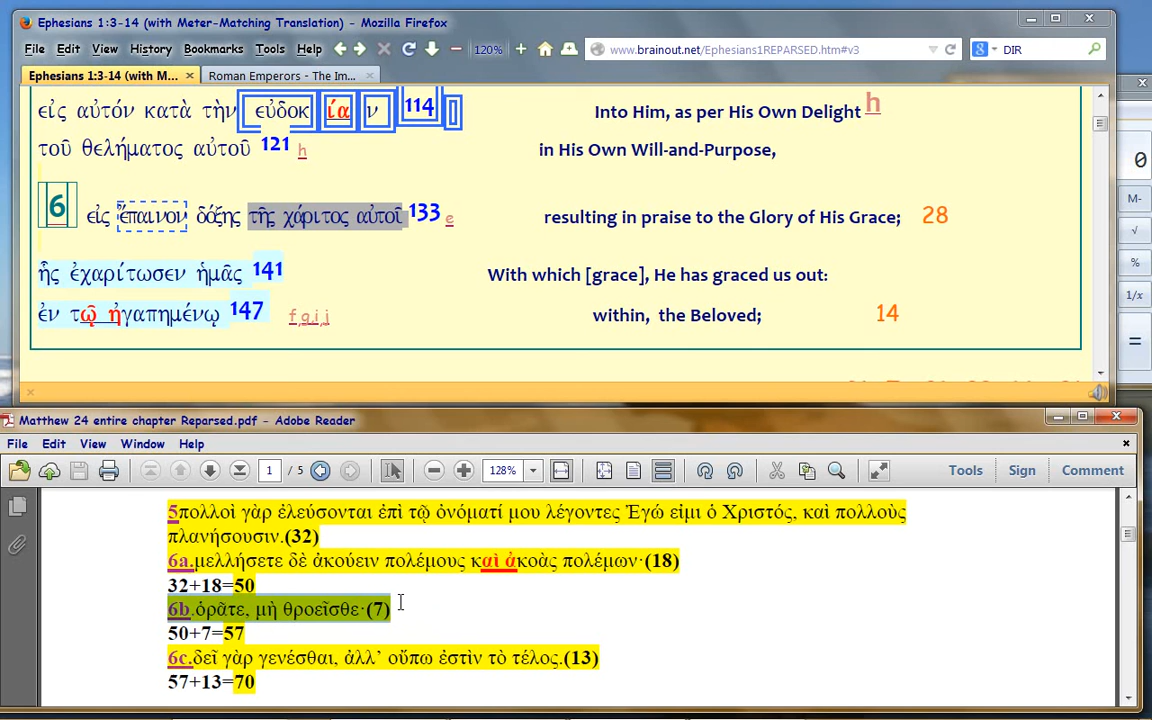 Ephesians 1:3-14 (with Meter-Matching Translation) - Mozilla Firefox
File Edit View History Bookmarks Tools Help 120% www.brainout.net/Ephesians1REPARSED.htm#v3 DIR
Ephesians 1:3-14 (with M... × Roman Emperors - The Im... ×
εἰς αὐτόν κατὰ τὴν εὐδοκίαν 114 Into Him, as per His Own Delight h
τοῦ θελήματος αὐτοῦ 121 h in His Own Will-and-Purpose,
6 εἰς ἔπαινον δόξης τῆς χάριτος αὐτοῦ 133 e resulting in praise to the Glory of His Grace; 28
ἧς ἐχαρίτωσεν ἡμᾶς 141 With which [grace], He has graced us out:
ἐν τῷ ἠγαπημένῳ 147 f g,i j within, the Beloved; 14
0
M-
√
%
1/x
=
Matthew 24 entire chapter Reparsed.pdf - Adobe Reader
File Edit View Window Help
1 / 5 128% Tools Sign Comment
5πολλοὶ γὰρ ἐλεύσονται ἐπὶ τῷ ὀνόματί μου λέγοντες Ἐγώ εἰμι ὁ Χριστός, καὶ πολλοὺς
πλανήσουσιν.(32)
6a.μελλήσετε δὲ ἀκούειν πολέμους καὶ ἀκοὰς πολέμων·(18)
32+18=50
6b.ὁρᾶτε, μὴ θροεῖσθε·(7)
50+7=57
6c.δεῖ γὰρ γενέσθαι, ἀλλ’ οὔπω ἐστὶν τὸ τέλος.(13)
57+13=70